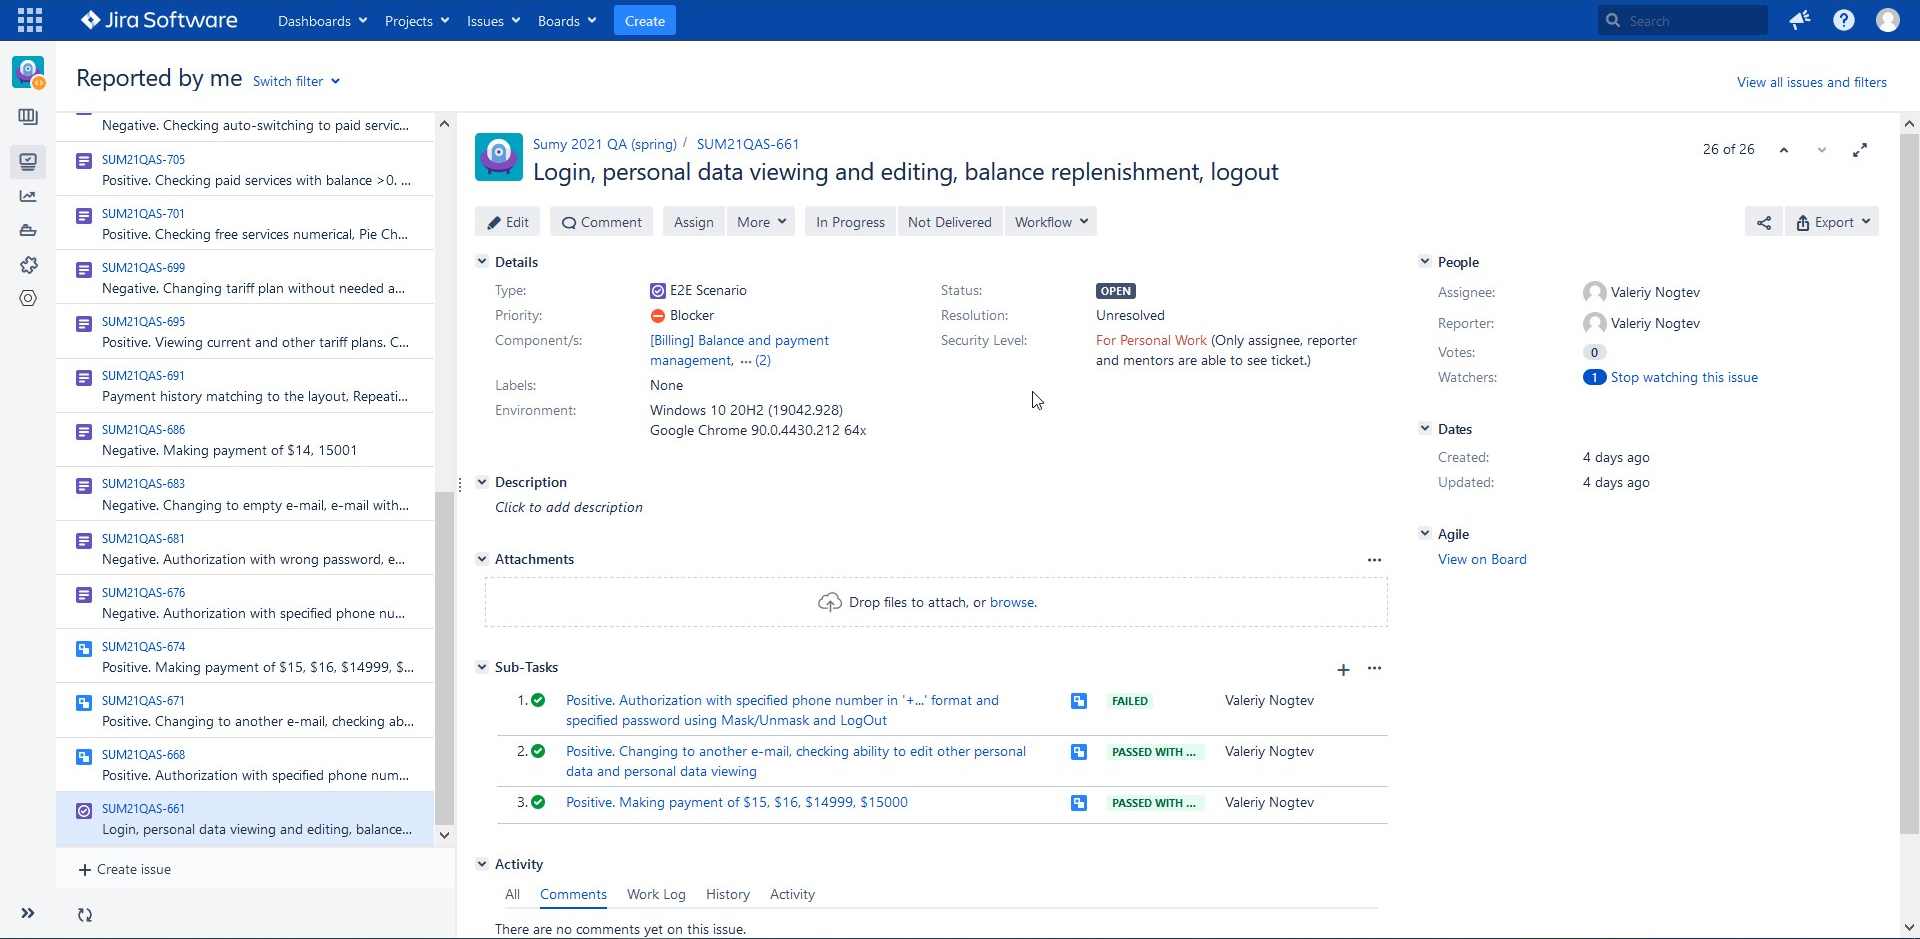 Jira Software
Dashboards
Projects
Issues
Boards
Create
Search
Reported by me
Switch filter
View all issues and filters
Negative. Checking auto-switching to paid servic...
SUM21QAS-705
Positive. Checking paid services with balance >0. ...
SUM21QAS-701
Positive. Checking free services numerical, Pie Ch...
SUM21QAS-699
Negative. Changing tariff plan without needed a...
SUM21QAS-695
Positive. Viewing current and other tariff plans. C...
SUM21QAS-691
Payment history matching to the layout, Repeati...
SUM21QAS-686
Negative. Making payment of $14, 15001
SUM21QAS-683
Negative. Changing to empty e-mail, e-mail with...
SUM21QAS-681
Negative. Authorization with wrong password, e...
SUM21QAS-676
Negative. Authorization with specified phone nu...
SUM21QAS-674
Positive. Making payment of $15, $16, $14999, $...
SUM21QAS-671
Positive. Changing to another e-mail, checking ab...
SUM21QAS-668
Positive. Authorization with specified phone num...
SUM21QAS-661
Login, personal data viewing and editing, balance...
+ Create issue
Sumy 2021 QA (spring) / SUM21QAS-661
Login, personal data viewing and editing, balance replenishment, logout
26 of 26
Edit
Comment
Assign
More
In Progress
Not Delivered
Workflow
Export
Details
Type: E2E Scenario
Status: OPEN
Priority: Blocker
Resolution: Unresolved
Component/s: [Billing] Balance and payment
management, ... (2)
Security Level: For Personal Work (Only assignee, reporter
and mentors are able to see ticket.)
Labels: None
Environment: Windows 10 20H2 (19042.928)
Google Chrome 90.0.4430.212 64x
Description
Click to add description
Attachments
Drop files to attach, or browse.
Sub-Tasks
1. Positive. Authorization with specified phone number in '+...' format and
specified password using Mask/Unmask and LogOut
FAILED
Valeriy Nogtev
2. Positive. Changing to another e-mail, checking ability to edit other personal
data and personal data viewing
PASSED WITH ...
Valeriy Nogtev
3. Positive. Making payment of $15, $16, $14999, $15000
PASSED WITH ...
Valeriy Nogtev
Activity
All
Comments
Work Log
History
Activity
There are no comments yet on this issue.
People
Assignee: Valeriy Nogtev
Reporter: Valeriy Nogtev
Votes: 0
Watchers: 1 Stop watching this issue
Dates
Created: 4 days ago
Updated: 4 days ago
Agile
View on Board